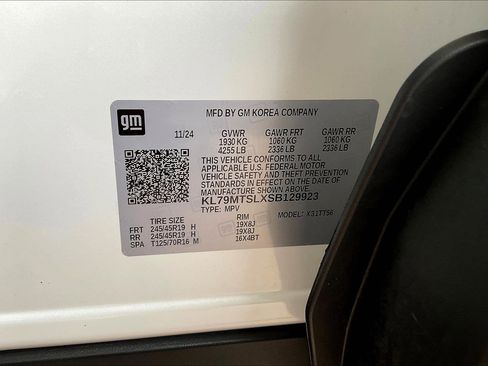 gm
MFD BY GM KOREA COMPANY
11/24 GVWR GAWR FRT GAWR RR
1930 KG 1060 KG 1060 KG
4255 LB 2336 LB 2336 LB
THIS VEHICLE CONFORMS TO ALL
APPLICABLE U.S. FEDERAL MOTOR
VEHICLE SAFETY AND THEFT PREVENTION
STANDARDS IN EFFECT ON THE DATE OF
MANUFACTURE SHOWN ABOVE.
KL79MTSLXSB129923
TYPE: MPV MODEL:
TIRE SIZE RIM
FRT 245/45R19 H 19X8J
RR 245/45R19 H 19X8J
SPA T125/70R16 M 16X4BT